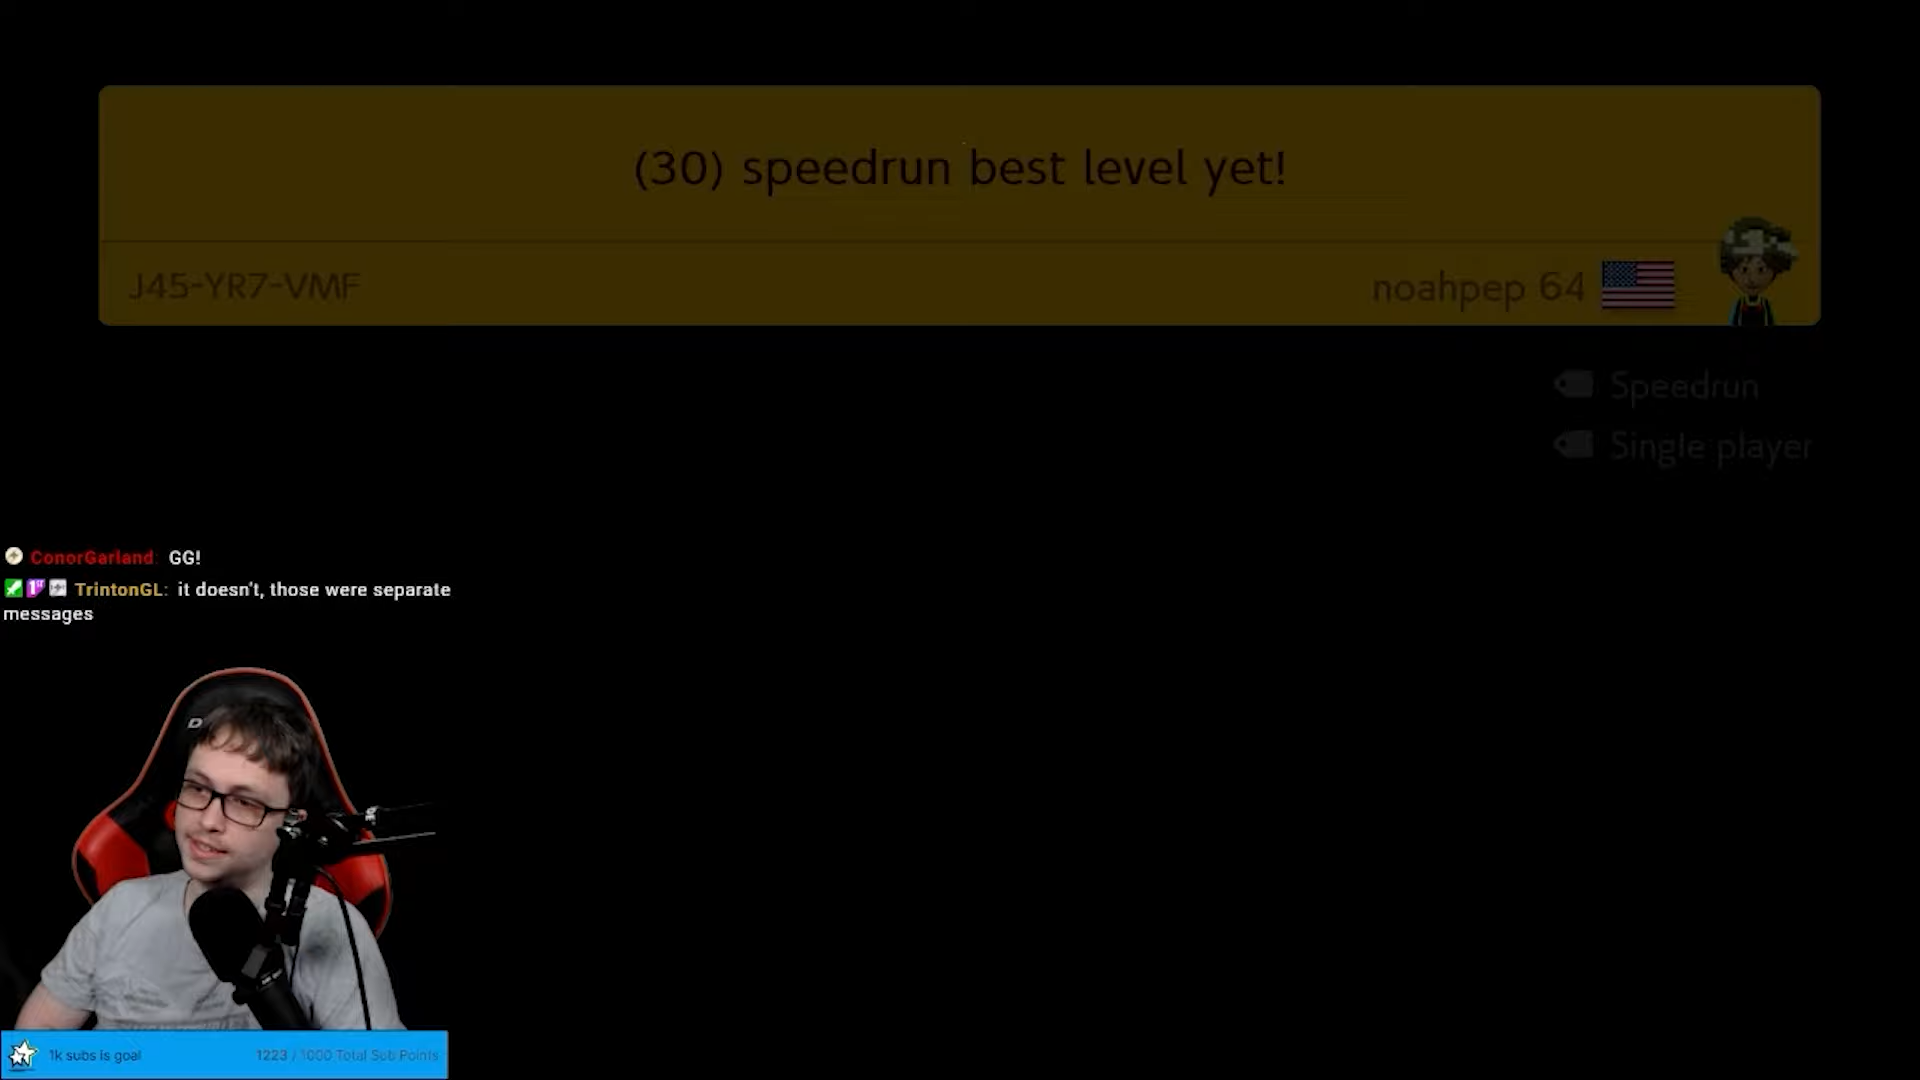 (30) speedrun best level yet!
J45-YR7-VMF
noahpep 64
Speedrun
Single player
ConorGarland: GG!
TrintonGL: it doesn't, those were separate
messages
1k subs is goal
1223 / 1000 Total Sub Points